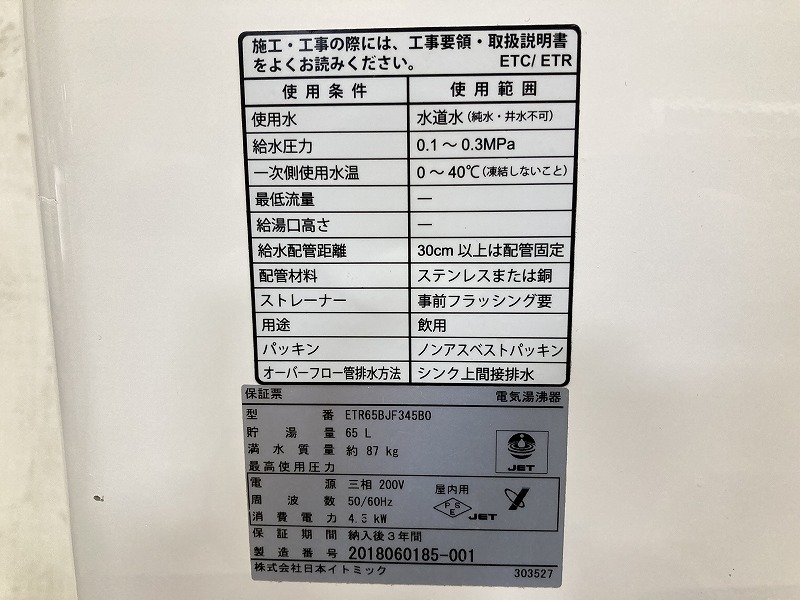 施工・工事の際には、工事要領・取扱説明書
をよくお読みください。 ETC/ ETR
使用条件 使用範囲
使用水 水道水(純水・井水不可)
給水圧力 0.1～0.3MPa
一次側使用水温 0～40℃(凍結しないこと)
最低流量 ―
給湯口高さ ―
給水配管距離 30cm 以上は配管固定
配管材料 ステンレスまたは銅
ストレーナー 事前フラッシング要
用途 飲用
パッキン ノンアスベストパッキン
オーバーフロー管排水方法 シンク上間接排水
保証票 電気湯沸器
型番 ETR65BJF345B0
貯湯量 65 L
満水質量 約 87 kg
最高使用圧力
JET
電源 三相 200V
屋内用
周波数 50/60Hz
PSE JET
消費電力 4.5 kW
保証期間 納入後3年間
製造番号 2018060185-001
株式会社日本イトミック 303527